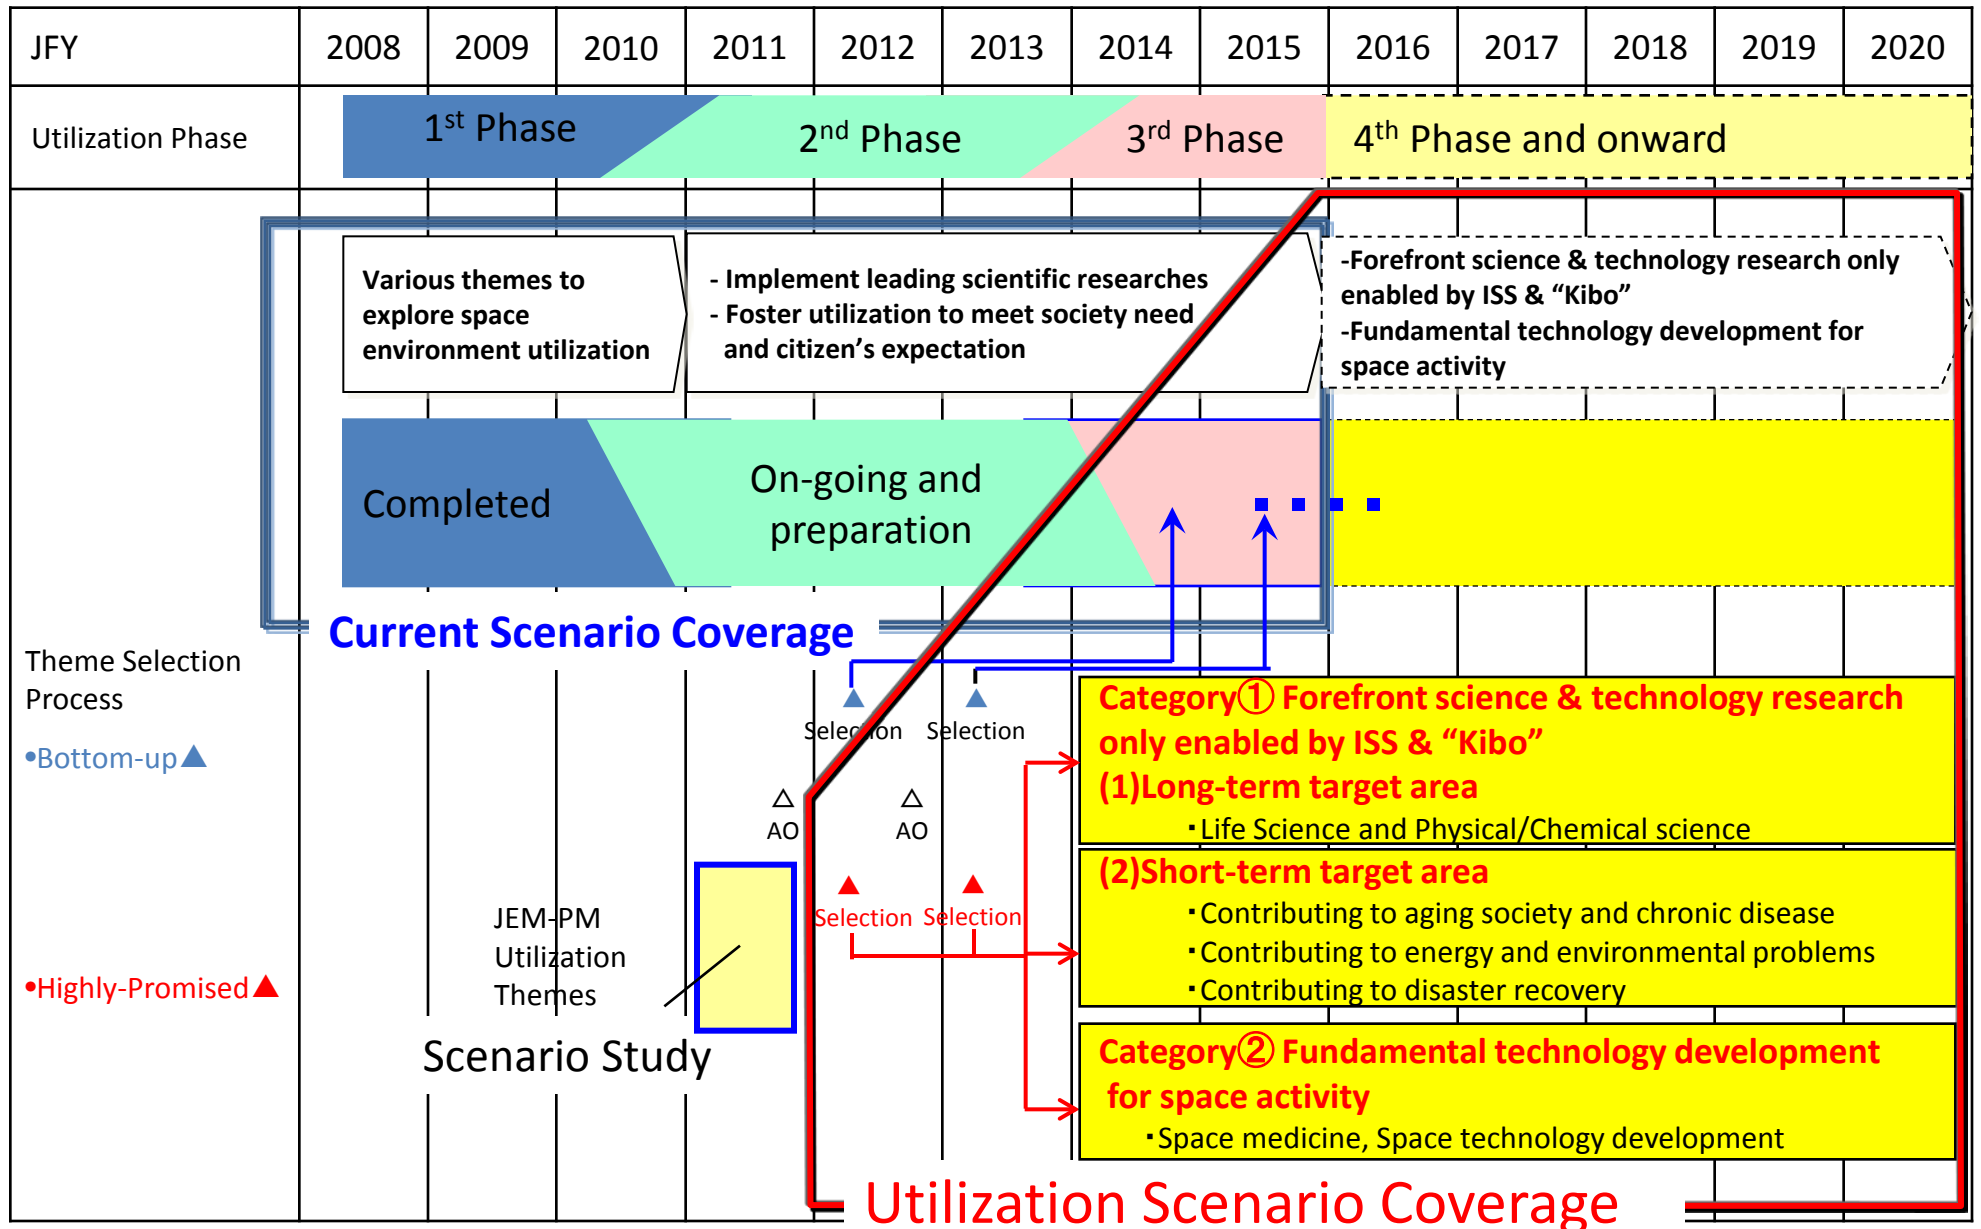 JFY 2008 2009 2010 2011 2012 2013 2014 2015 2016 2017 2018 2019 2020
Utilization Phase
1st Phase
2nd Phase
3rd Phase
4th Phase and onward
Various themes to
explore space
environment utilization
- Implement leading scientific researches
- Foster utilization to meet society need
and citizen’s expectation
-Forefront science & technology research only
enabled by ISS & “Kibo”
-Fundamental technology development for
space activity
Completed
On-going and
preparation
Current Scenario Coverage
Theme Selection
Process
•Bottom-up▲
•Highly-Promised▲
Selection
Selection
AO
AO
Selection
Selection
JEM-PM
Utilization
Themes
Scenario Study
Category① Forefront science & technology research
only enabled by ISS & “Kibo”
(1)Long-term target area
・Life Science and Physical/Chemical science
(2)Short-term target area
・Contributing to aging society and chronic disease
・Contributing to energy and environmental problems
・Contributing to disaster recovery
Category② Fundamental technology development
for space activity
・Space medicine, Space technology development
Utilization Scenario Coverage